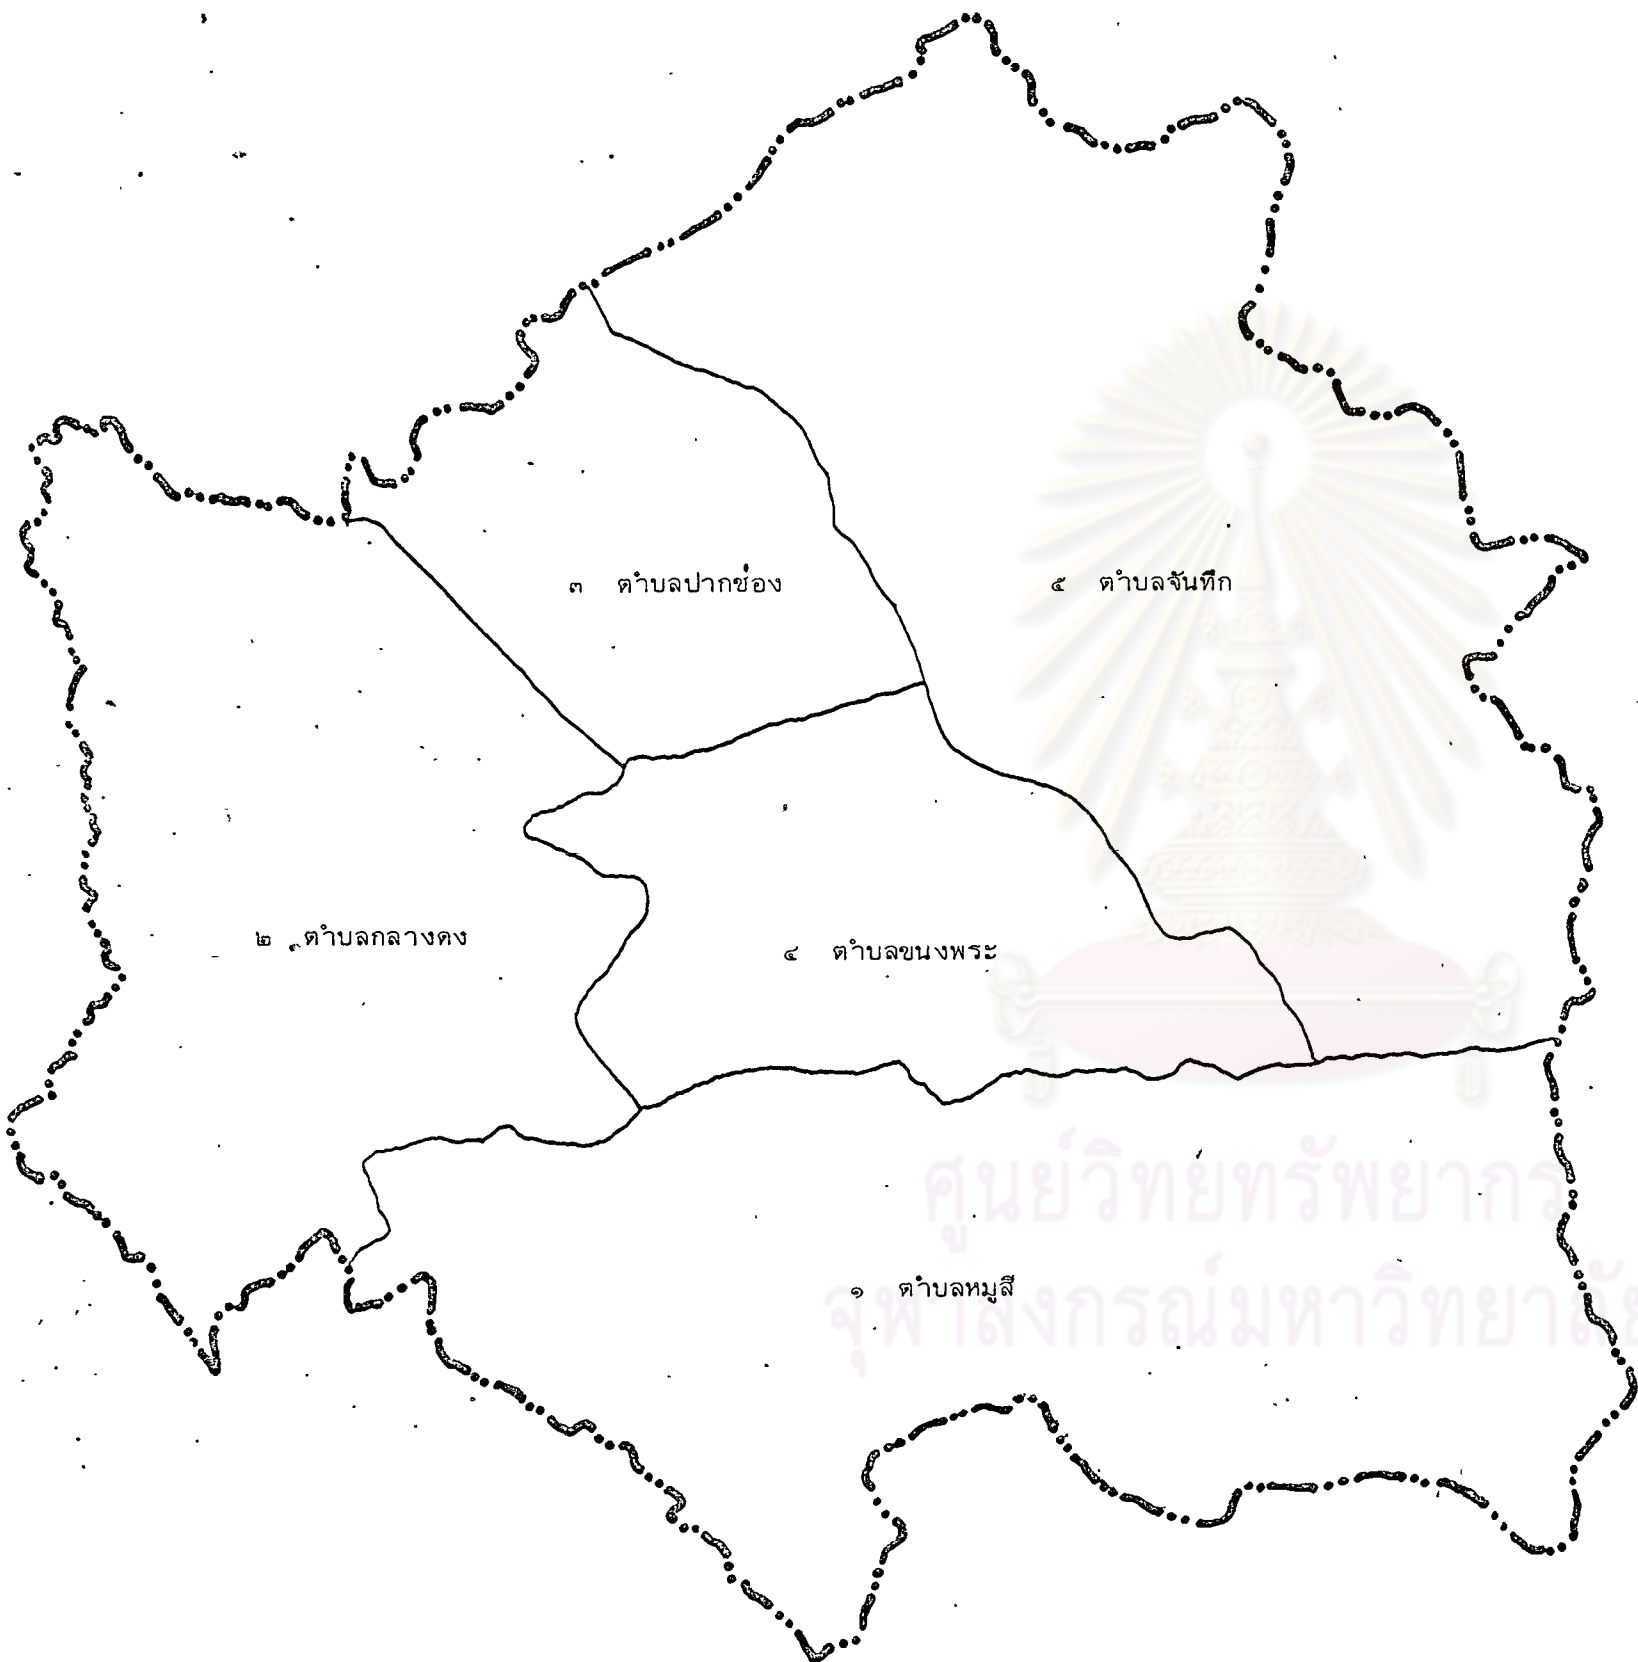 ๓ ตำบลปากช่อง
๕ ตำบลจันทึก
๒ ตำบลกลางดง
๔ ตำบลขนงพระ
๑ ตำบลหมูสี
ศูนย์วิทยทรัพยากร
จุฬาลงกรณ์มหาวิทยาลัย